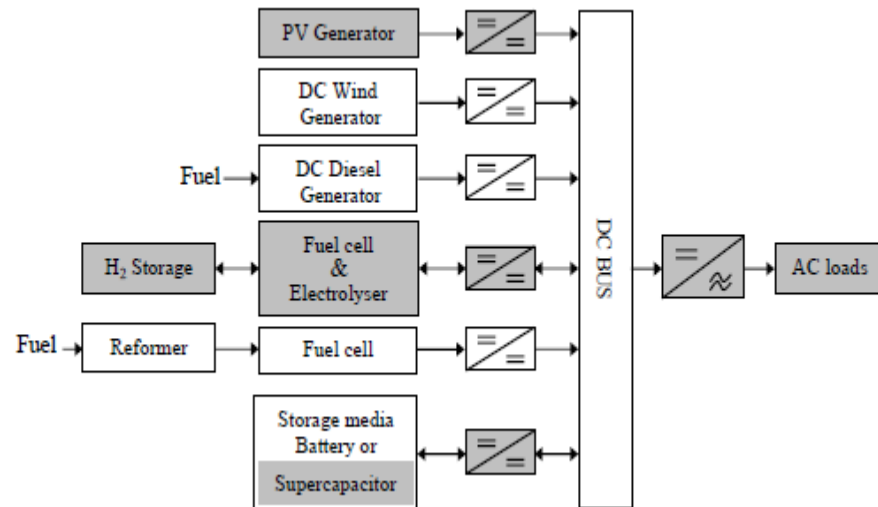 PV Generator
DC Wind
Generator
Fuel
DC Diesel
Generator
H₂ Storage
Fuel cell
&
Electrolyser
DC BUS
AC loads
Fuel
Reformer
Fuel cell
Storage media
Battery or
Supercapacitor